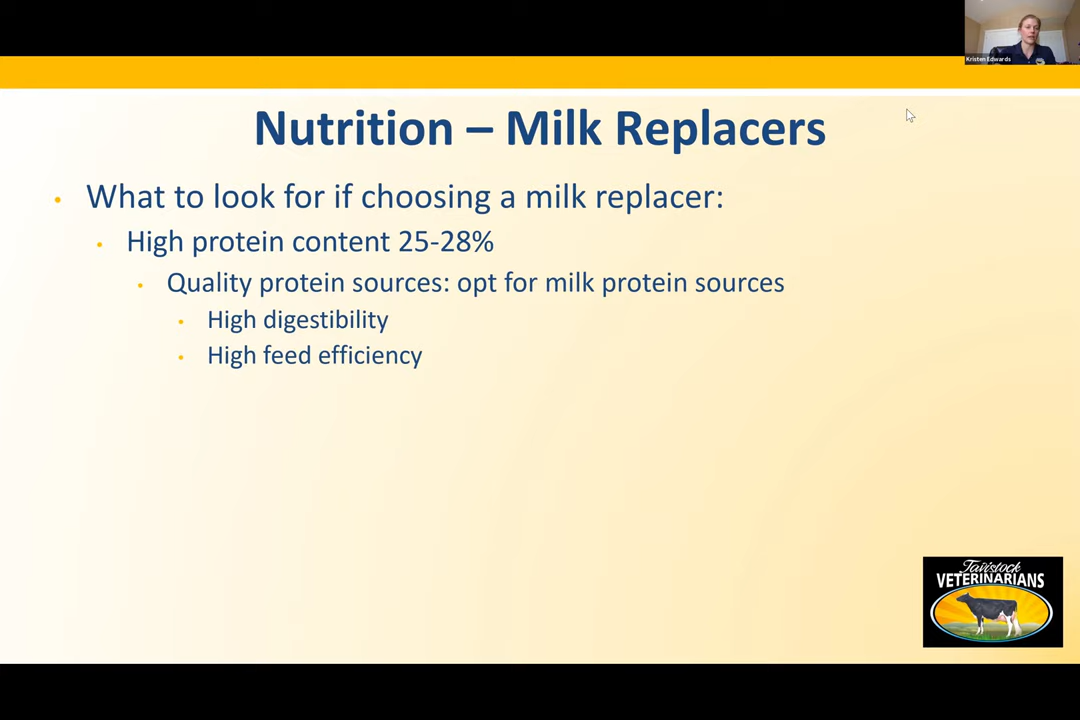 Kristen Edwards
Nutrition – Milk Replacers
• What to look for if choosing a milk replacer:
• High protein content 25-28%
• Quality protein sources: opt for milk protein sources
• High digestibility
• High feed efficiency
Tavistock
VETERINARIANS